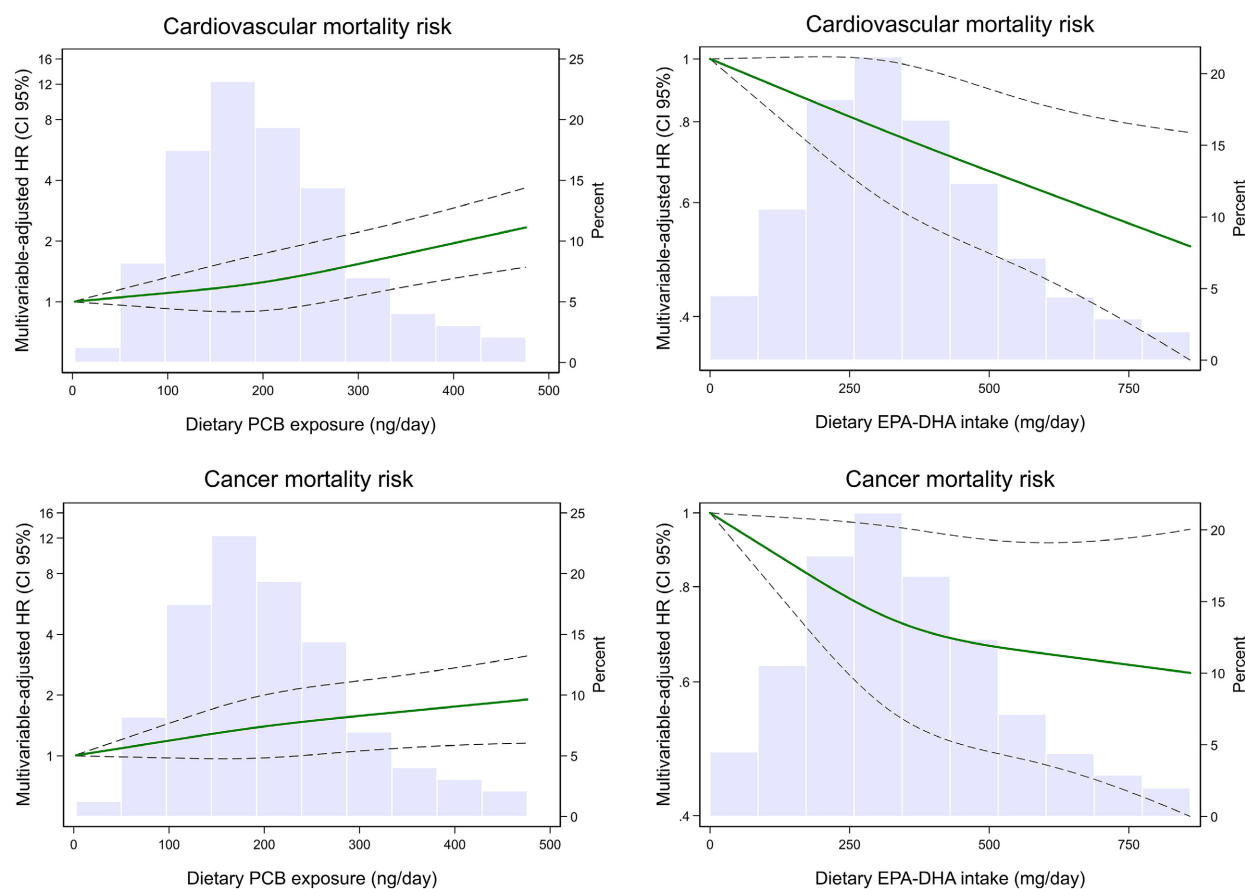 Cardiovascular mortality risk
Multivariable-adjusted HR (CI 95%)
16
12
8
4
2
1
25
20
15
10
5
0
Percent
0 100 200 300 400 500
Dietary PCB exposure (ng/day)
Cardiovascular mortality risk
Multivariable-adjusted HR (CI 95%)
1
.8
.6
.4
20
15
10
5
0
Percent
0 250 500 750
Dietary EPA-DHA intake (mg/day)
Cancer mortality risk
Multivariable-adjusted HR (CI 95%)
16
12
8
4
2
1
25
20
15
10
5
0
Percent
0 100 200 300 400 500
Dietary PCB exposure (ng/day)
Cancer mortality risk
Multivariable-adjusted HR (CI 95%)
1
.8
.6
.4
20
15
10
5
0
Percent
0 250 500 750
Dietary EPA-DHA intake (mg/day)